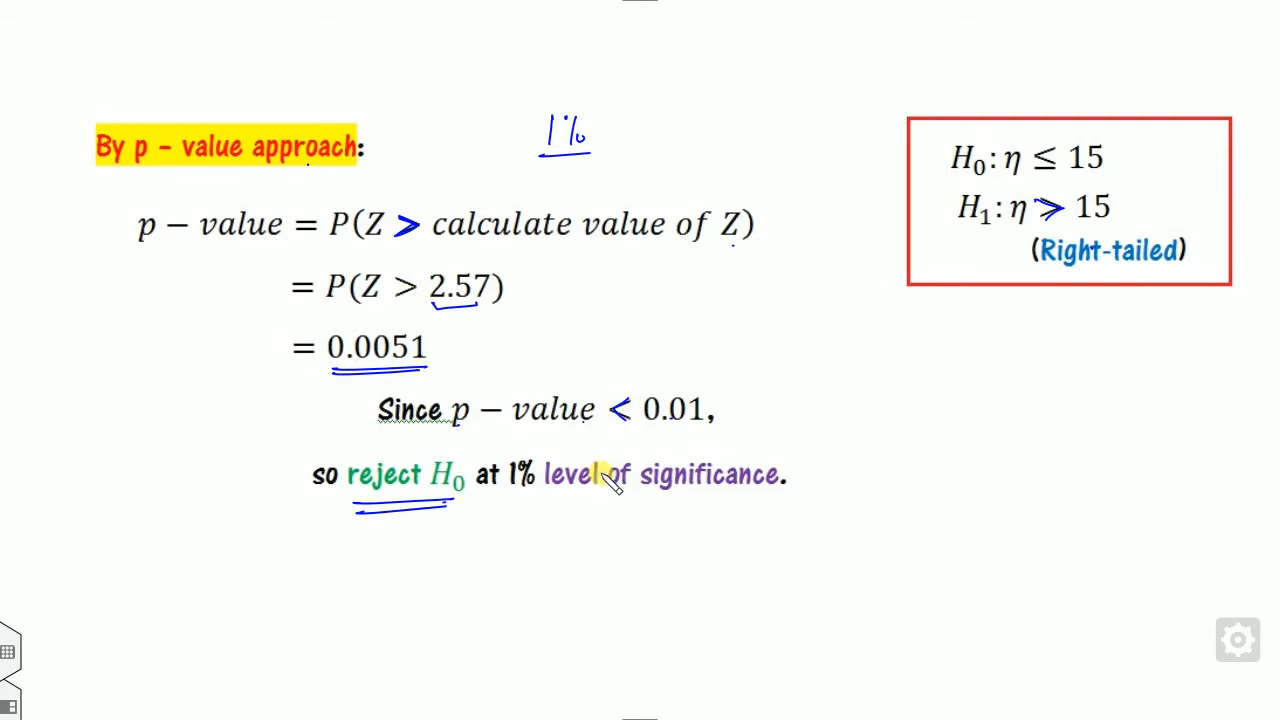 1%
By p – value approach:
p − value = P(Z > calculate value of Z)
= P(Z > 2.57)
= 0.0051
Since p − value < 0.01,
so reject H₀ at 1% level of significance.
H₀: η ≤ 15
H₁: η > 15
(Right-tailed)